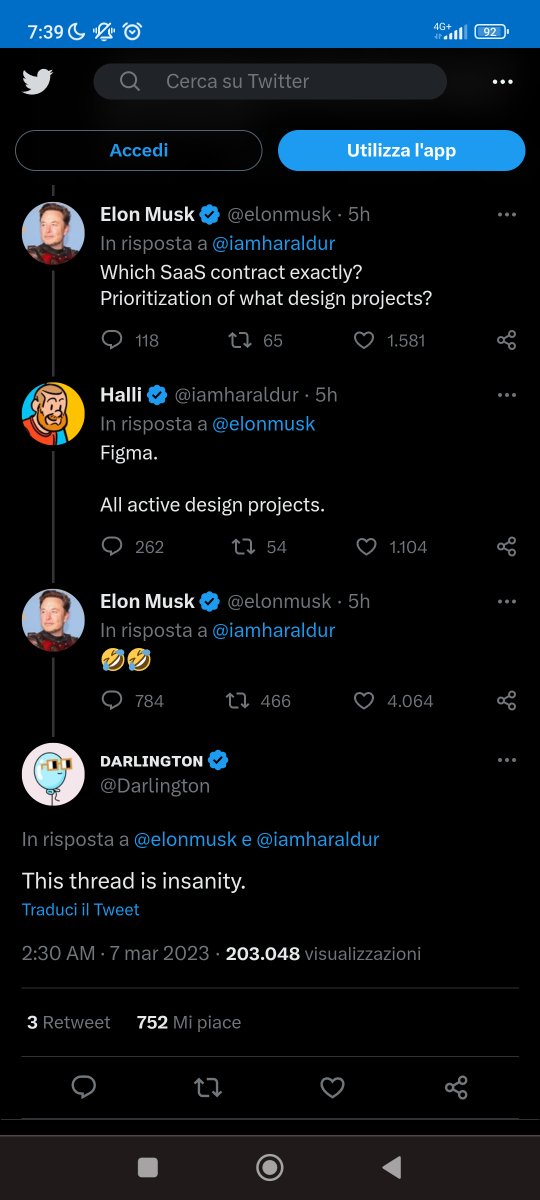 7:39
4G+
92
Cerca su Twitter
Accedi
Utilizza l'app
Elon Musk @elonmusk · 5h
In risposta a @iamharaldur
Which SaaS contract exactly?
Prioritization of what design projects?
118 65 1.581
Halli @iamharaldur · 5h
In risposta a @elonmusk
Figma.
All active design projects.
262 54 1.104
Elon Musk @elonmusk · 5h
In risposta a @iamharaldur
🤣🤣
784 466 4.064
DARLINGTON
@Darlington
In risposta a @elonmusk e @iamharaldur
This thread is insanity.
Traduci il Tweet
2:30 AM · 7 mar 2023 · 203.048 visualizzazioni
3 Retweet 752 Mi piace